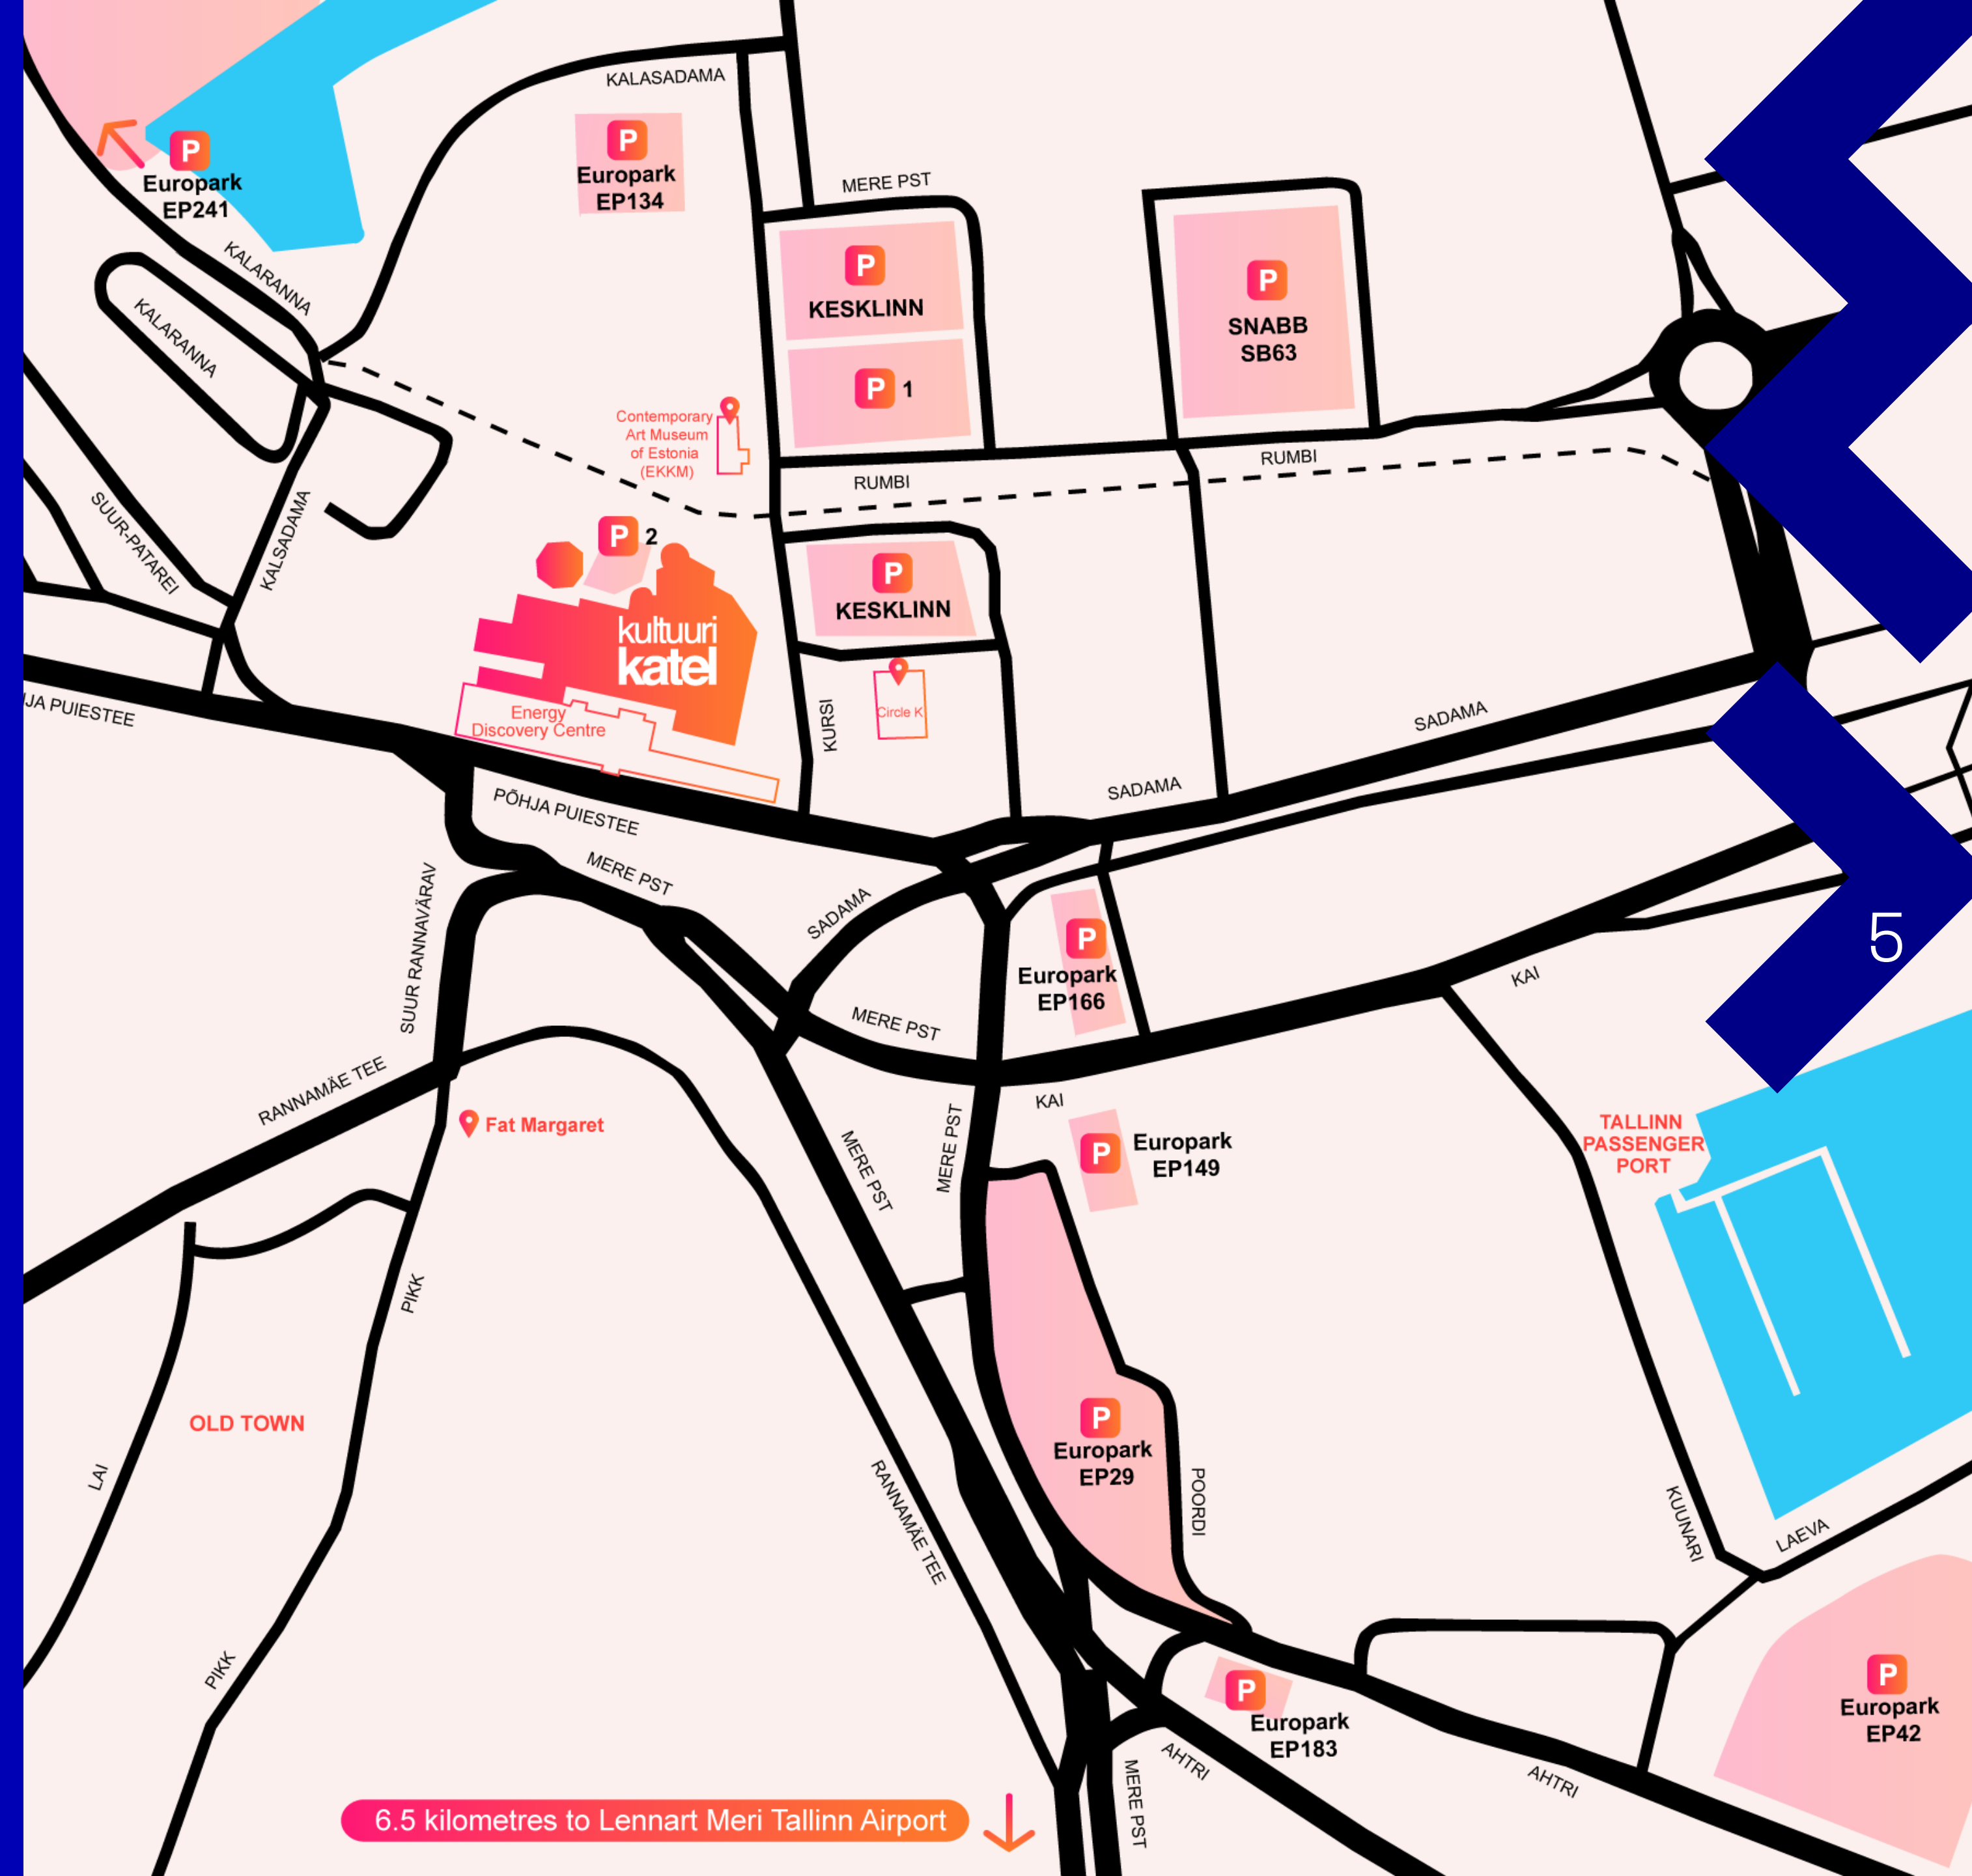 KALASADAMA
P
Europark
EP134
P
Europark
EP241
MERE PST
KALARANNA
KALARANNA
P
KESKLINN
P 1
P
SNABB
SB63
Contemporary
Art Museum
of Estonia
(EKKM)
RUMBI
RUMBI
SUUR-PATAREI
KALSADAMA
P 2
kultuuri
katel
P
KESKLINN
Energy
Discovery Centre
KURSI
Circle K
JA PUIESTEE
PÕHJA PUIESTEE
SADAMA
SADAMA
MERE PST
SADAMA
SUUR RANNAVÄRAV
P
Europark
EP166
5
KAI
MERE PST
RANNAMÄE TEE
Fat Margaret
KAI
MERE PST
MERE PST
P
Europark
EP149
TALLINN
PASSENGER
PORT
PIKK
OLD TOWN
LAI
P
Europark
EP29
POORDI
RANNAMÄE TEE
KUUNARI
LAEVA
PIKK
P
Europark
EP183
P
Europark
EP42
AHTRI
AHTRI
MERE PST
6.5 kilometres to Lennart Meri Tallinn Airport